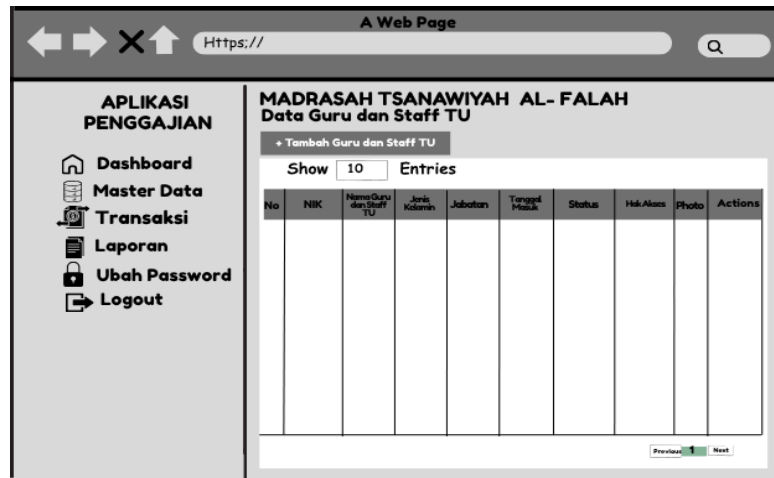 A Web Page
Https;//
APLIKASI
PENGGAJIAN
Dashboard
Master Data
Transaksi
Laporan
Ubah Password
Logout
MADRASAH TSANAWIYAH AL- FALAH
Data Guru dan Staff TU
+ Tambah Guru dan Staff TU
Show 10 Entries
No
NIK
Nama Guru
dan Staff
TU
Jenis
Kelamin
Jabatan
Tanggal
Masuk
Status
Hak Akses
Photo
Actions
Previous 1 Next